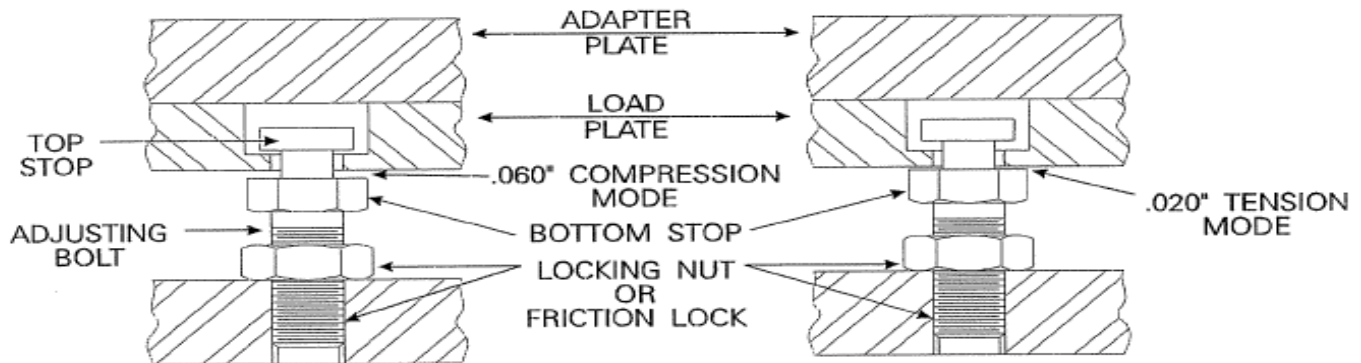 ADAPTER
PLATE
LOAD
PLATE
TOP
STOP
.060" COMPRESSION
MODE
.020" TENSION
MODE
ADJUSTING
BOLT
BOTTOM STOP
LOCKING NUT
OR
FRICTION LOCK